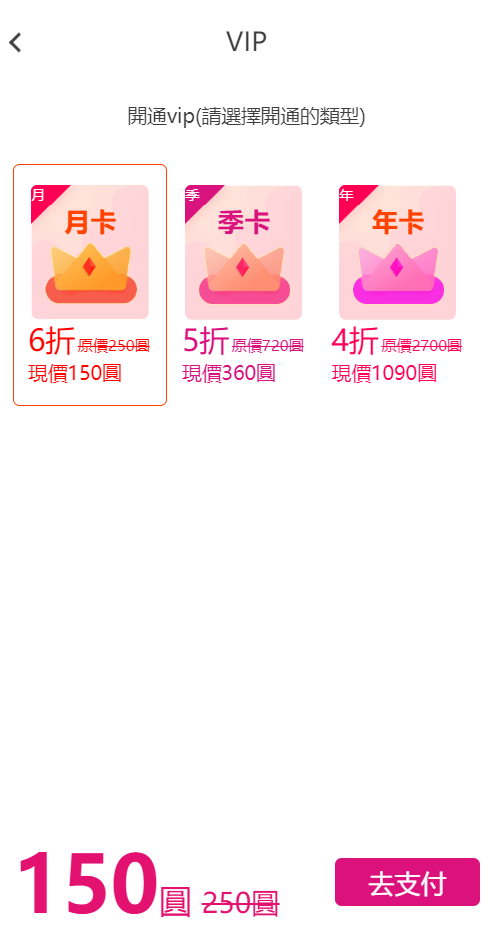 VIP
開通vip(請選擇開通的類型)
月 季 年
月卡 季卡 年卡
6折 原價250圓 5折 原價720圓 4折 原價2700圓
現價150圓 現價360圓 現價1090圓
150圓 250圓 去支付